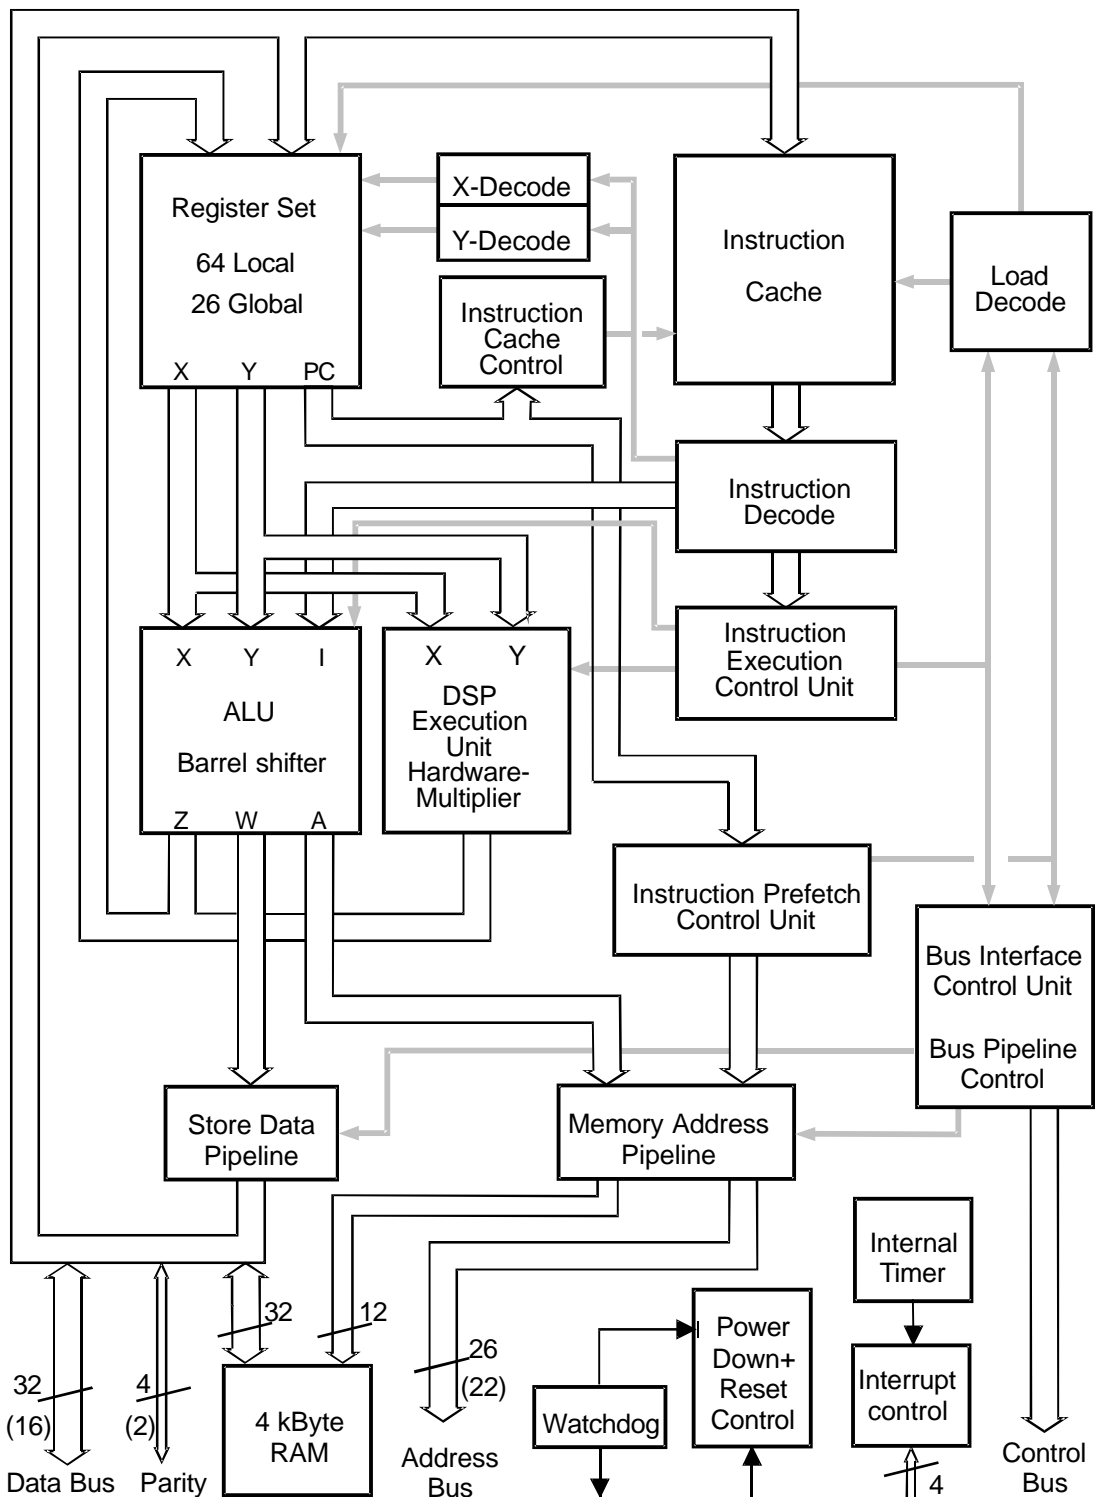 Register Set
64 Local
26 Global
X Y PC
X-Decode
Y-Decode
Instruction
Cache
Control
Instruction
Cache
Load
Decode
Instruction
Decode
Instruction
Execution
Control Unit
X Y I
ALU
Barrel shifter
Z W A
X Y
DSP
Execution
Unit
Hardware-
Multiplier
Instruction Prefetch
Control Unit
Bus Interface
Control Unit
Bus Pipeline
Control
Store Data
Pipeline
Memory Address
Pipeline
Internal
Timer
Interrupt
control
4
Power
Down+
Reset
Control
Watchdog
32
(16)
Data Bus
4
(2)
Parity
32
12
4 kByte
RAM
26
(22)
Address
Bus
Control
Bus